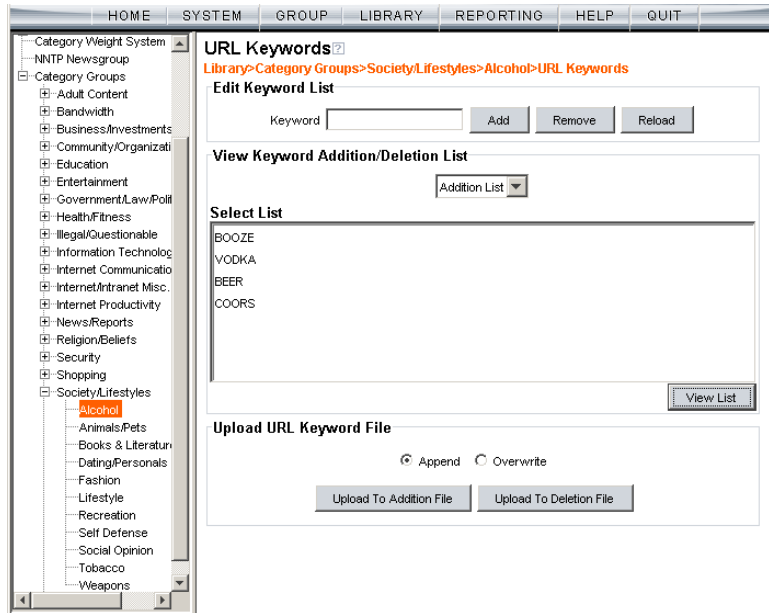 HOME SYSTEM GROUP LIBRARY REPORTING HELP QUIT
Category Weight System
NNTP Newsgroup
Category Groups
Adult Content
Bandwidth
Business/Investments
Community/Organizati
Education
Entertainment
Government/Law/Polit
Health/Fitness
Illegal/Questionable
Information Technolog
Internet Communicatio
Internet/Intranet Misc.
Internet Productivity
News/Reports
Religion/Beliefs
Security
Shopping
Society/Lifestyles
Alcohol
Animals/Pets
Books & Literature
Dating/Personals
Fashion
Lifestyle
Recreation
Self Defense
Social Opinion
Tobacco
Weapons
URL Keywords ?
Library>Category Groups>Society/Lifestyles>Alcohol>URL Keywords
Edit Keyword List
Keyword Add Remove Reload
View Keyword Addition/Deletion List
Addition List
Select List
BOOZE
VODKA
BEER
COORS
View List
Upload URL Keyword File
Append Overwrite
Upload To Addition File Upload To Deletion File